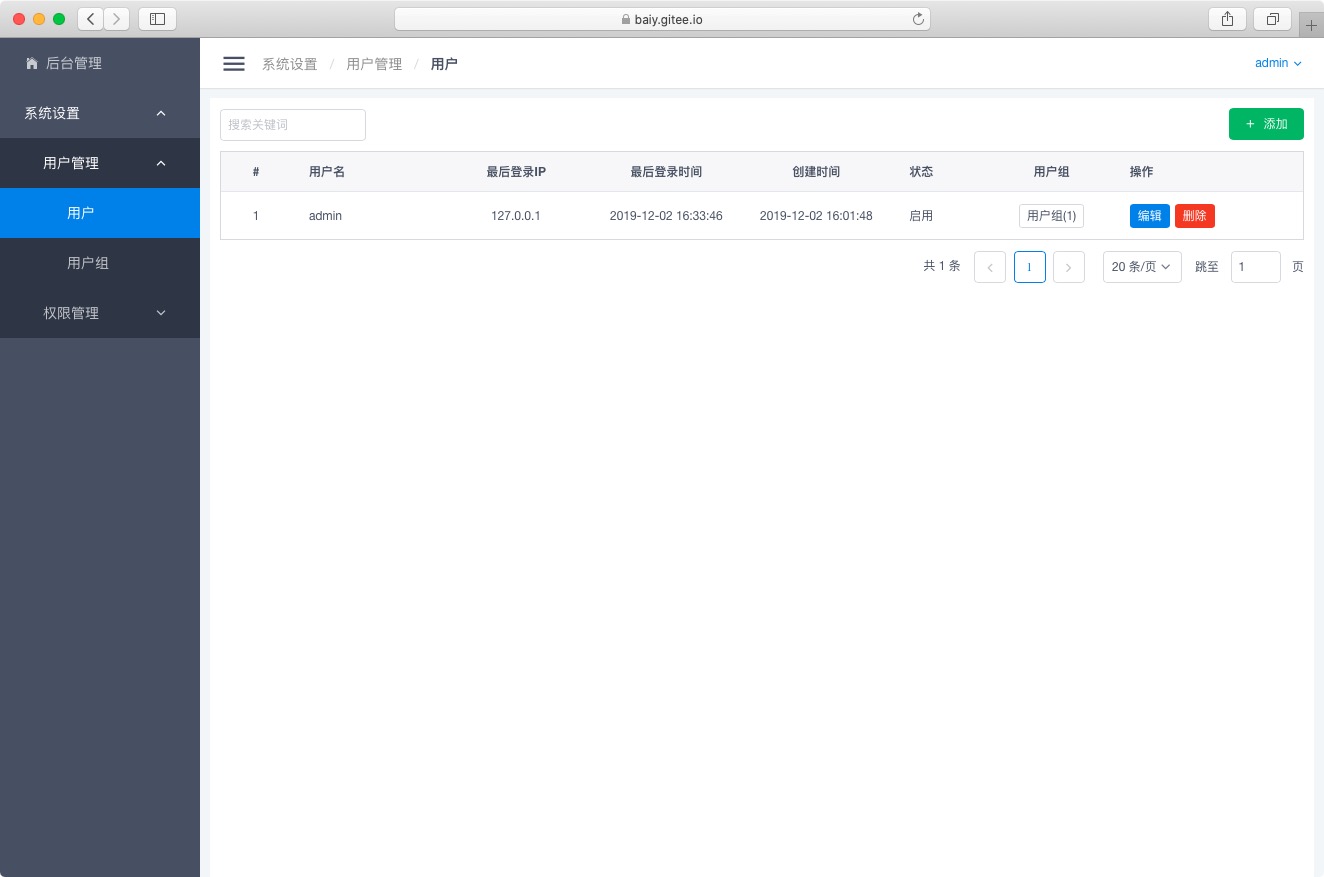 baiy.gitee.io
后台管理
系统设置
用户管理
用户
用户组
权限管理
系统设置 / 用户管理 / 用户
admin
搜索关键词
+ 添加
# 用户名 最后登录IP 最后登录时间 创建时间 状态 用户组 操作
1 admin 127.0.0.1 2019-12-02 16:33:46 2019-12-02 16:01:48 启用 用户组(1) 编辑 删除
共 1 条 < 1 > 20 条/页 跳至 1 页